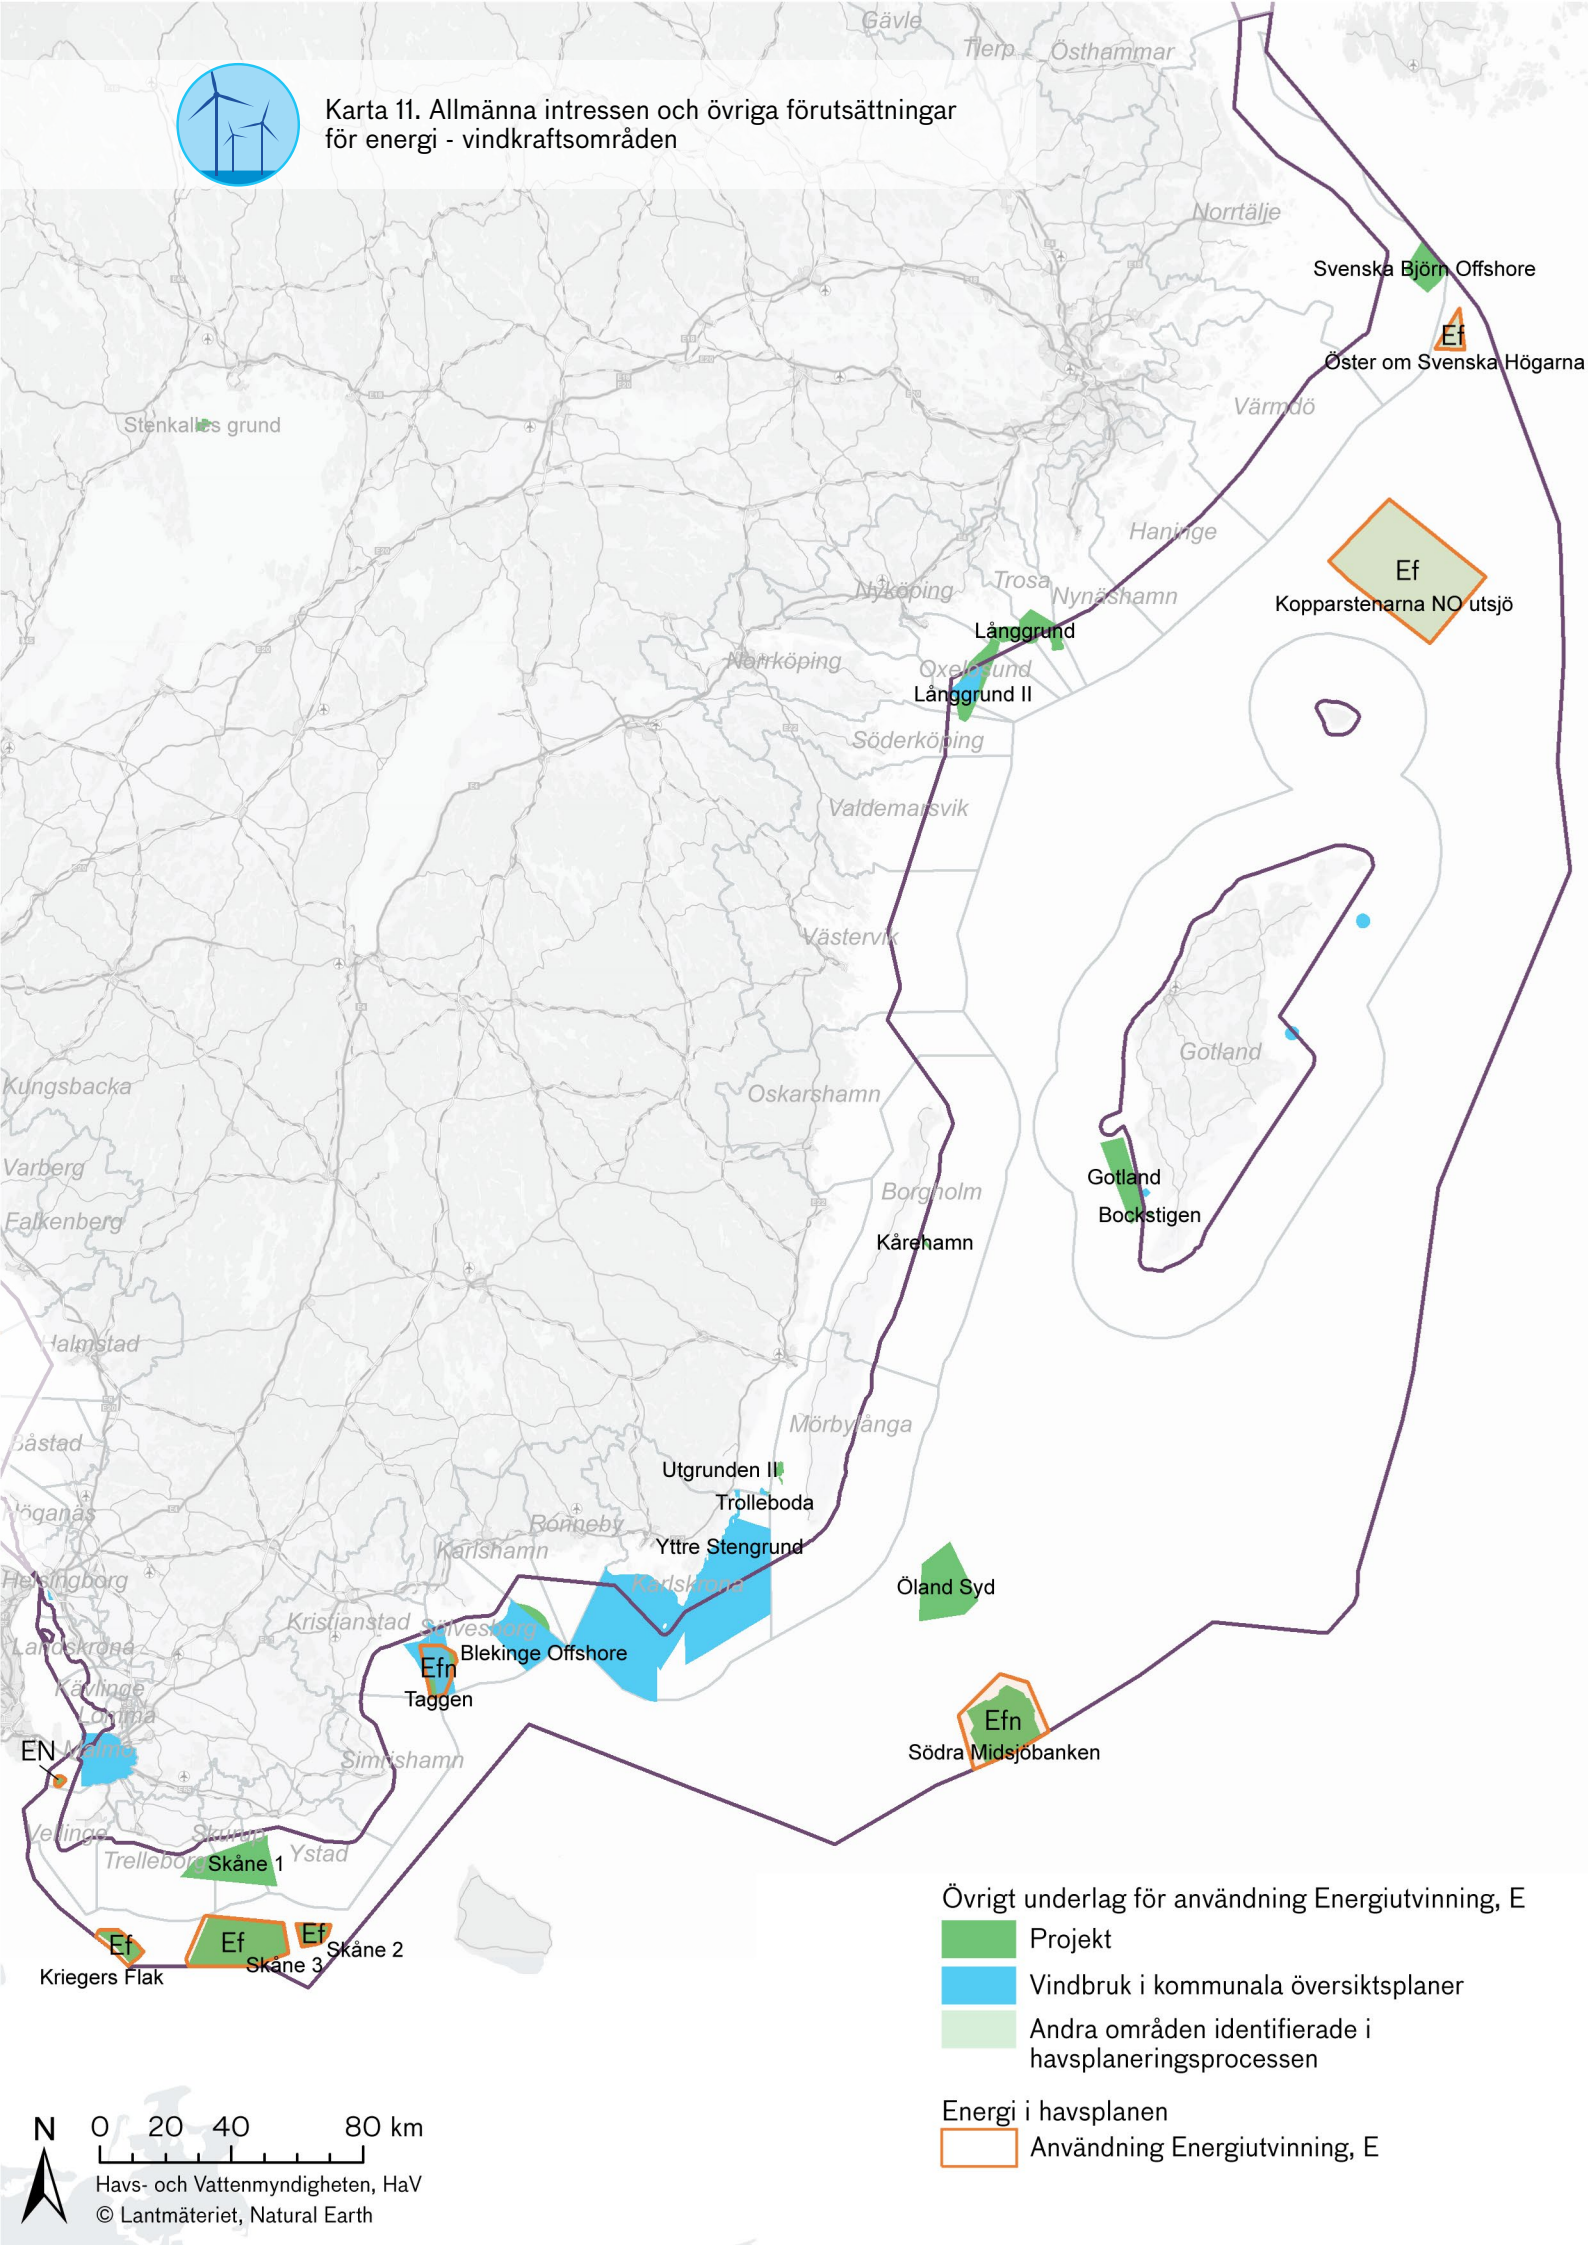 Gävle
Tierp
Östhammar
Karta 11. Allmänna intressen och övriga förutsättningar
för energi - vindkraftsområden
Norrtälje
Svenska Björn Offshore
Ef
Öster om Svenska Högarna
Värmdö
Stenkalles grund
Haninge
Ef
Kopparstenarna NO utsjö
Trosa
Nyköping
Nynäshamn
Långgrund
Norrköping
Oxelösund
Långgrund II
Söderköping
Valdemarsvik
Västervik
Gotland
Kungsbacka
Oskarshamn
Varberg
Gotland
Borgholm
Bockstigen
Falkenberg
Kårehamn
Halmstad
Mörbylånga
Båstad
Utgrunden II
Trolleboda
Höganäs
Ronneby
Yttre Stengrund
Karlshamn
Helsingborg
Karlskrona
Öland Syd
Kristianstad
Sölvesborg
Landskrona
Blekinge Offshore
Efn
Kävlinge
Taggen
Lomma
Efn
EN
Malmö
Simrishamn
Södra Midsjöbanken
Vellinge
Skurup
Trelleborg
Ystad
Skåne 1
Ef
Ef
Ef
Skåne 2
Skåne 3
Kriegers Flak
Övrigt underlag för användning Energiutvinning, E
Projekt
Vindbruk i kommunala översiktsplaner
Andra områden identifierade i
havsplaneringsprocessen
Energi i havsplanen
Användning Energiutvinning, E
N 0 20 40 80 km
Havs- och Vattenmyndigheten, HaV
© Lantmäteriet, Natural Earth